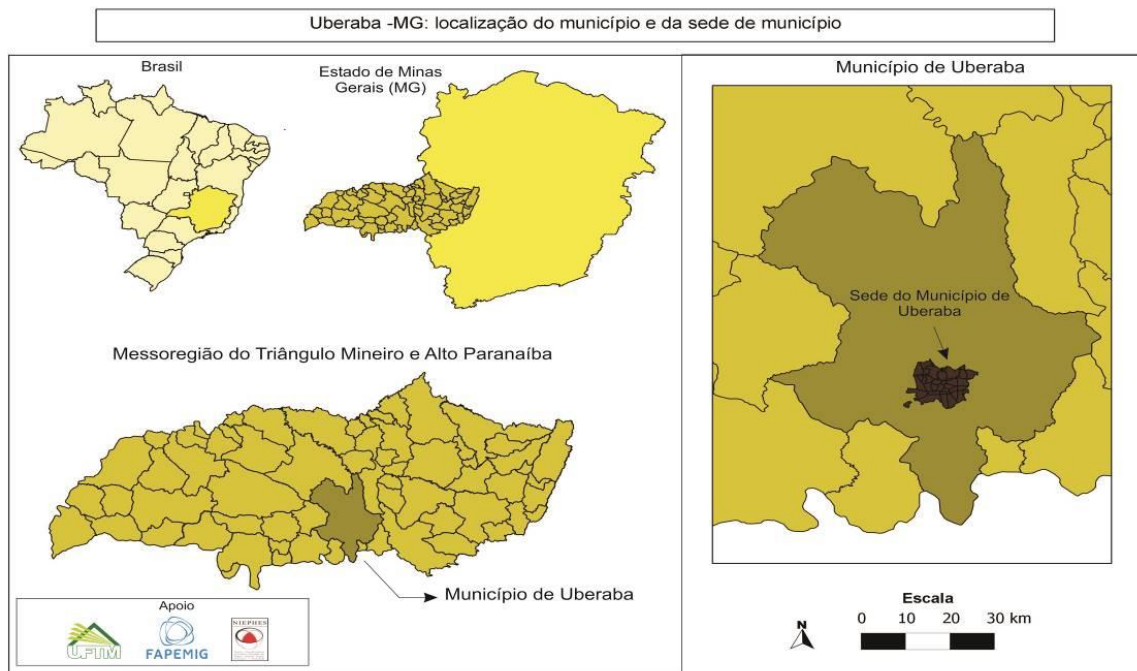 Uberaba -MG: localização do município e da sede de município
Brasil
Estado de Minas
Gerais (MG)
Messoregião do Triângulo Mineiro e Alto Paranaíba
Município de Uberaba
Apoio
UFTM
FAPEMIG
NIEPHES
Município de Uberaba
Sede do Município de
Uberaba
N
Escala
0 10 20 30 km